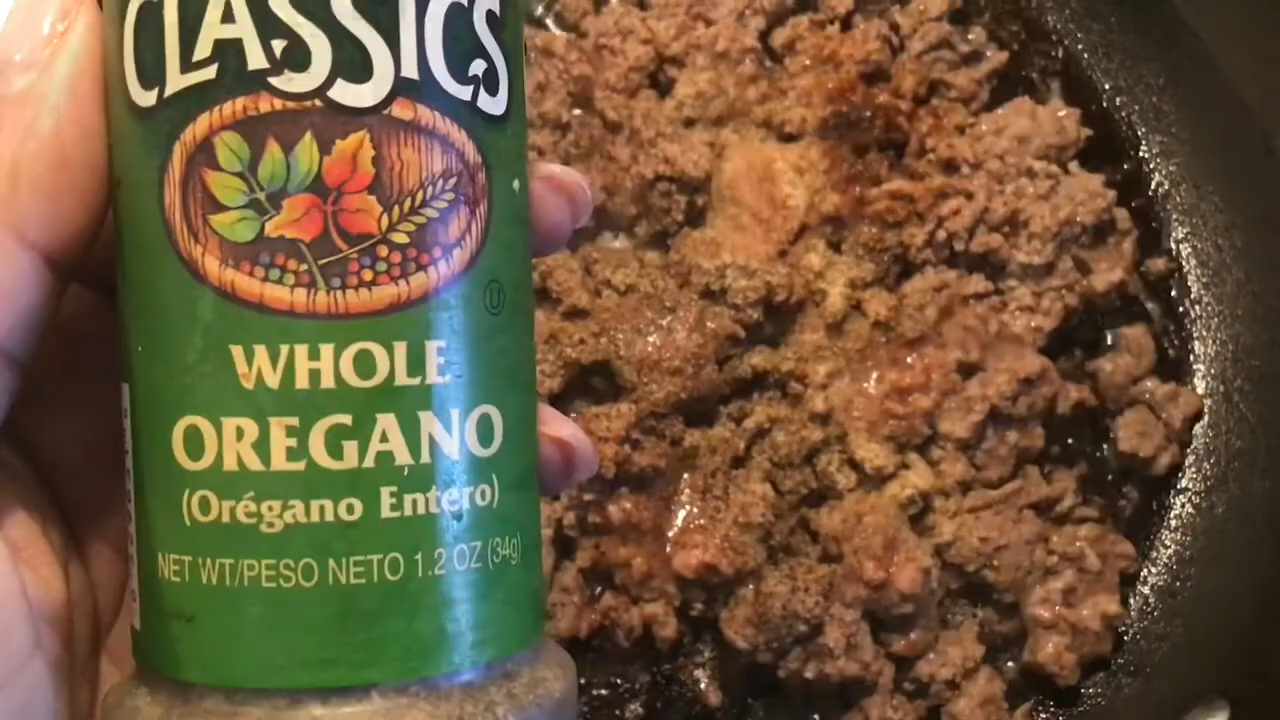 CLASSICS
U
WHOLE
OREGANO
(Orégano Entero)
NET WT/PESO NETO 1.2 OZ (34g)